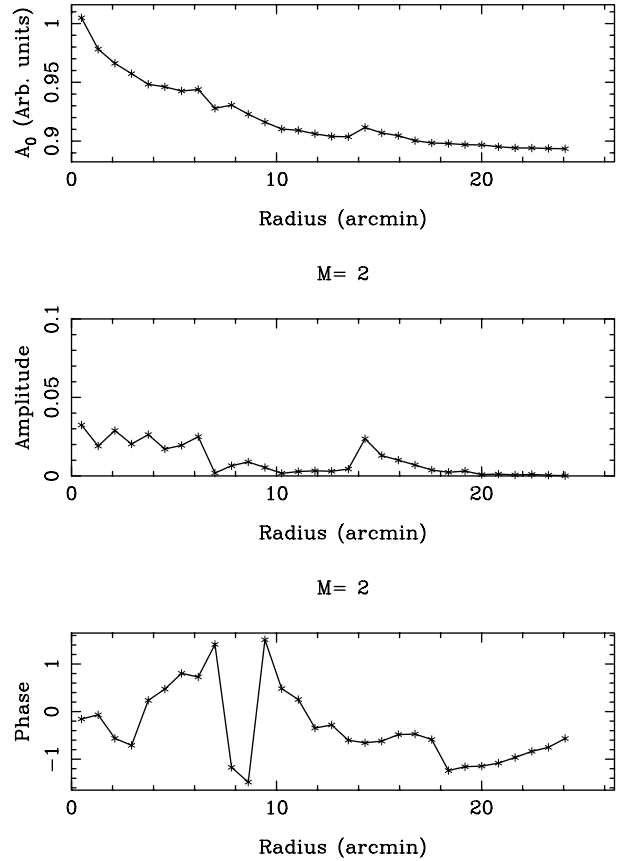 A0 (Arb. units)
1
0.95
0.9
0 10 20
Radius (arcmin)
M= 2
Amplitude
0.1
0.05
0
0 10 20
Radius (arcmin)
M= 2
Phase
1
0
−1
0 10 20
Radius (arcmin)